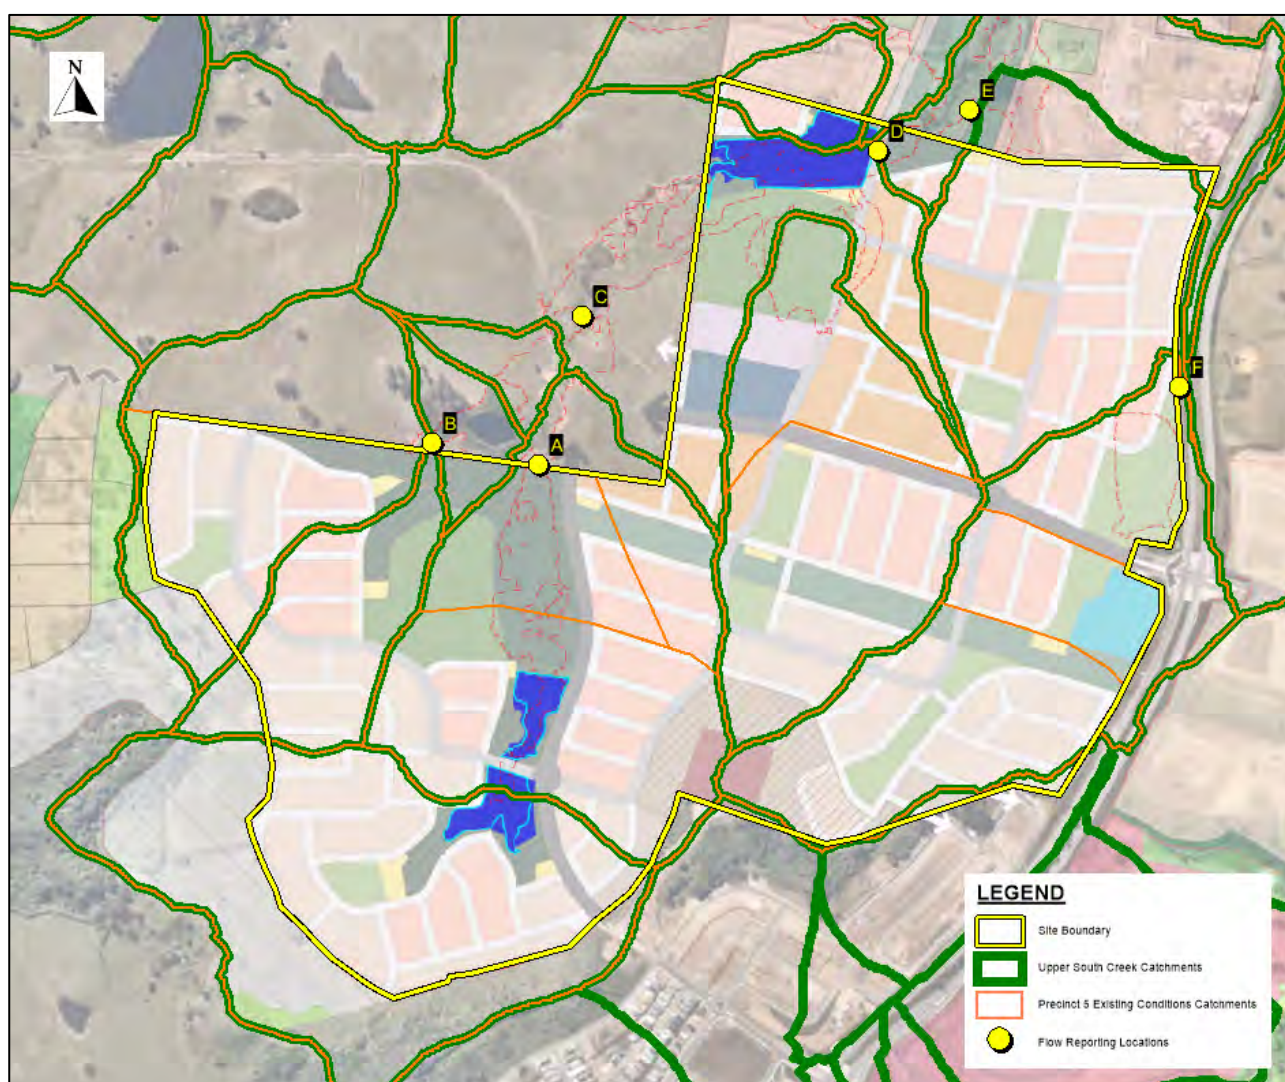 N
E
D
C
F
B
A
LEGEND
Site Boundary
Upper South Creek Catchments
Precinct 5 Existing Conditions Catchments
Flow Reporting Locations